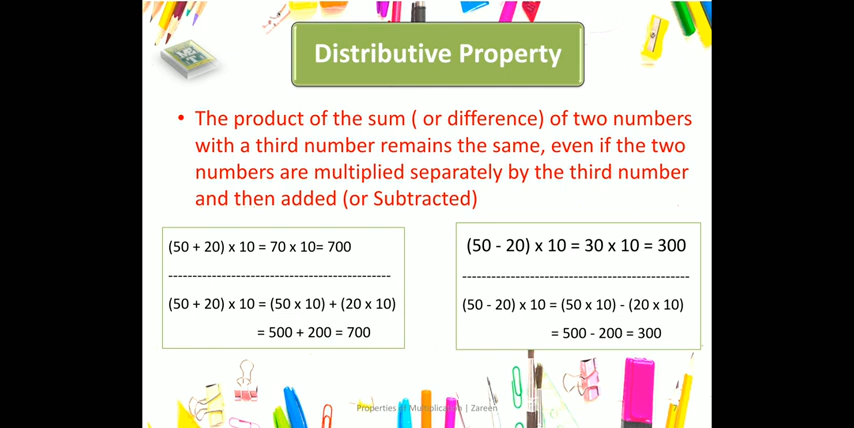 Distributive Property
• The product of the sum ( or difference) of two numbers
with a third number remains the same, even if the two
numbers are multiplied separately by the third number
and then added (or Subtracted)
(50 + 20) x 10 = 70 x 10= 700
-----------------------------------------------
(50 + 20) x 10 = (50 x 10) + (20 x 10)
= 500 + 200 = 700
(50 - 20) x 10 = 30 x 10 = 300
-----------------------------------------------
(50 - 20) x 10 = (50 x 10) - (20 x 10)
= 500 - 200 = 300
Properties of Multiplication | Zareen
7